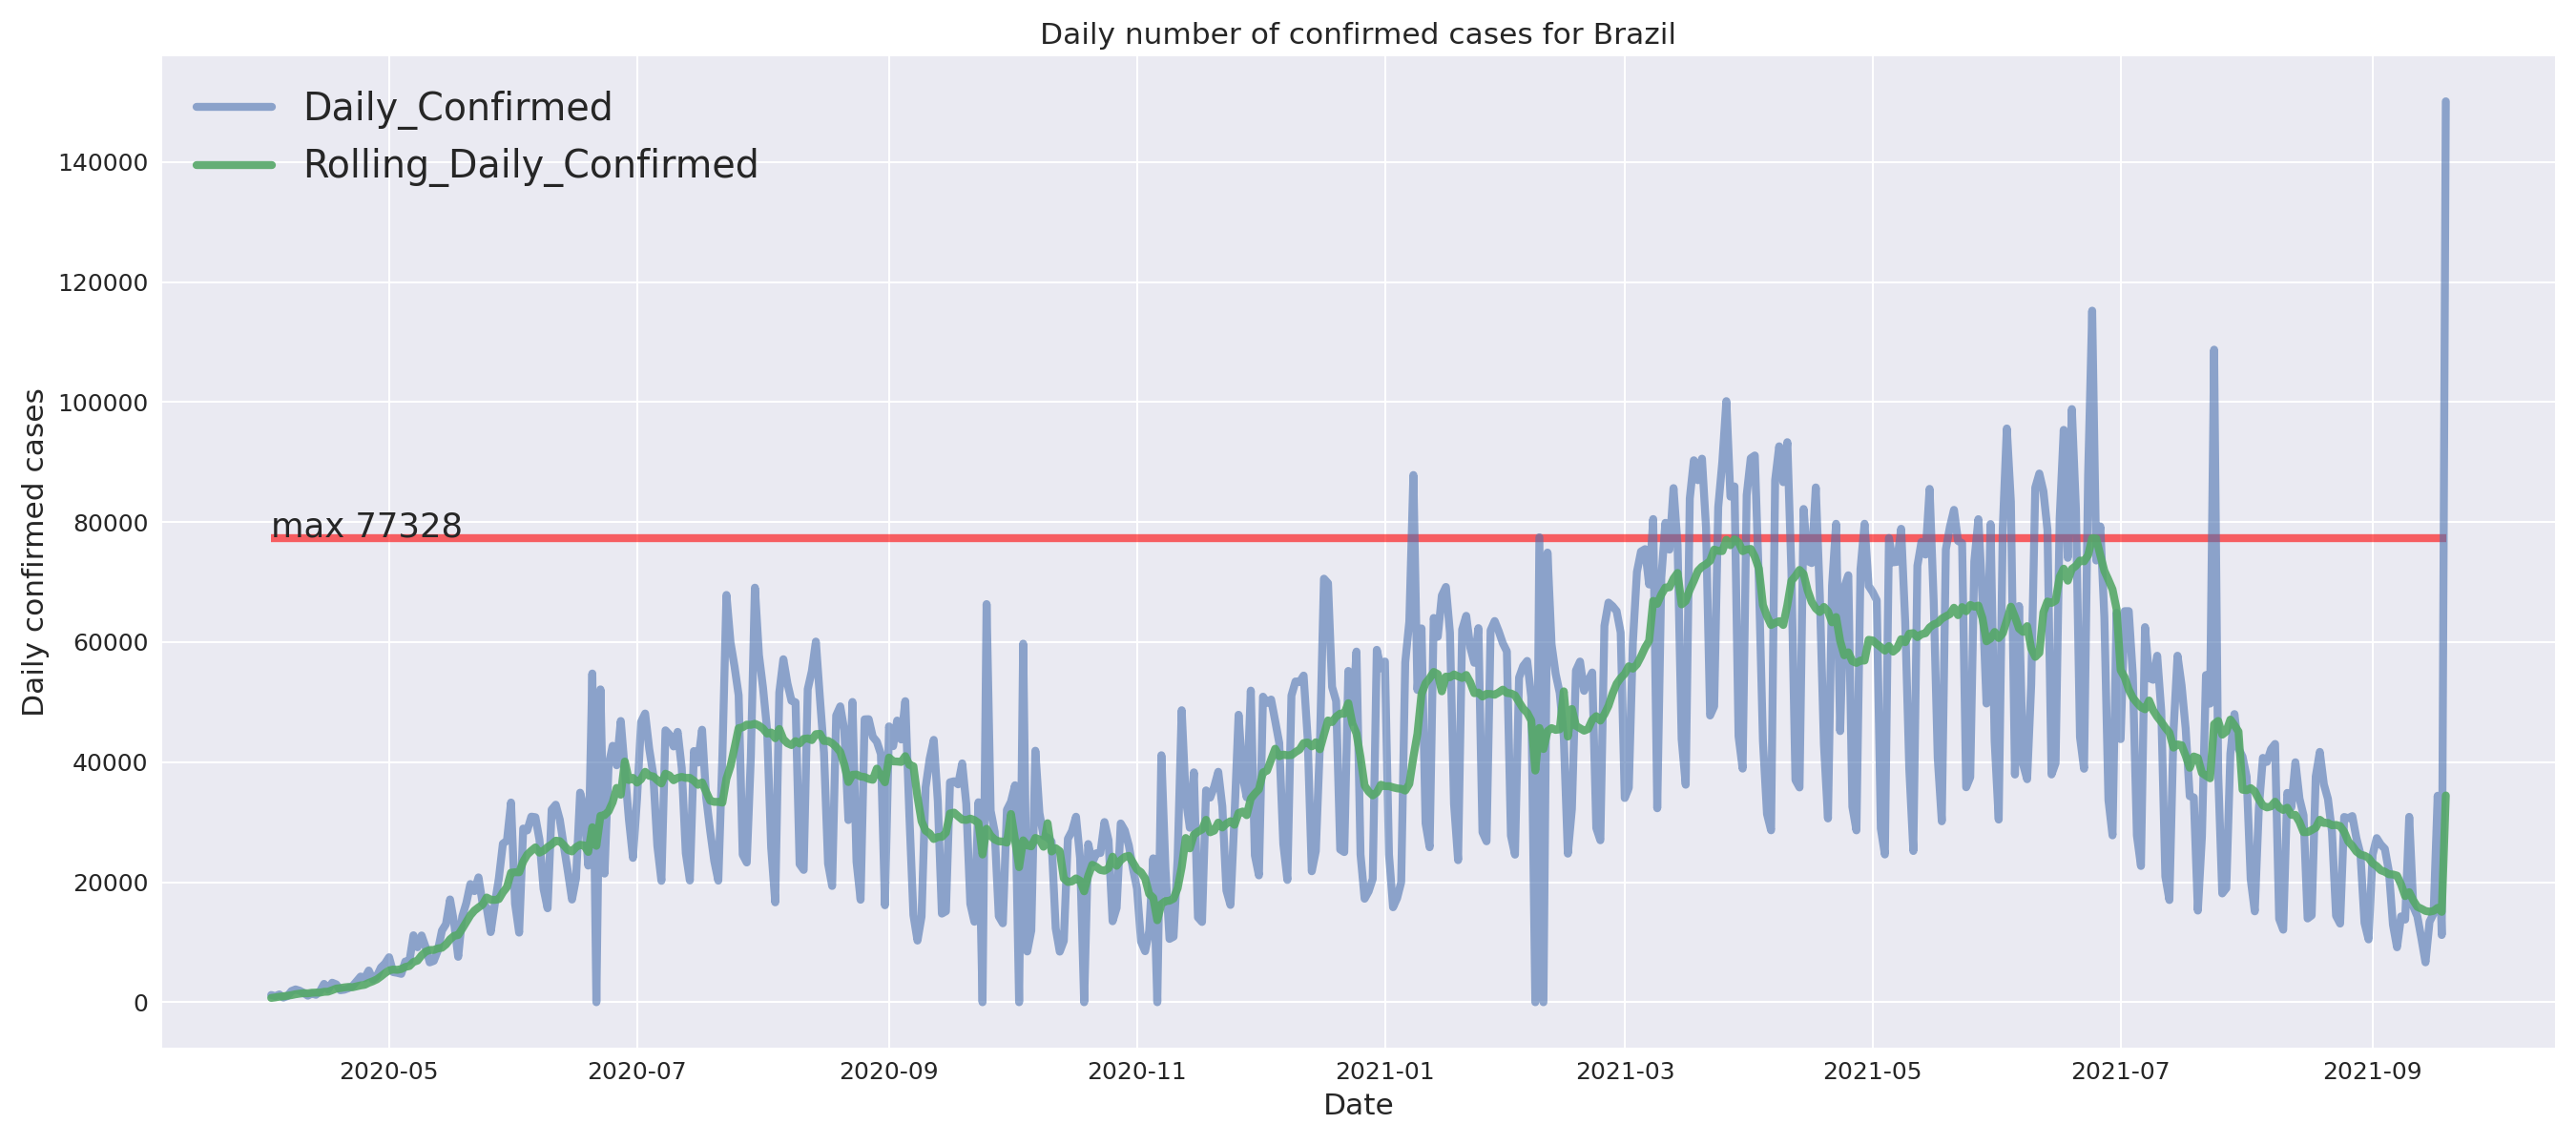 Daily number of confirmed cases for Brazil
Daily_Confirmed
Rolling_Daily_Confirmed
140000
120000
100000
80000
60000
40000
20000
0
max 77328
Daily confirmed cases
2020-05 2020-07 2020-09 2020-11 2021-01 2021-03 2021-05 2021-07 2021-09
Date